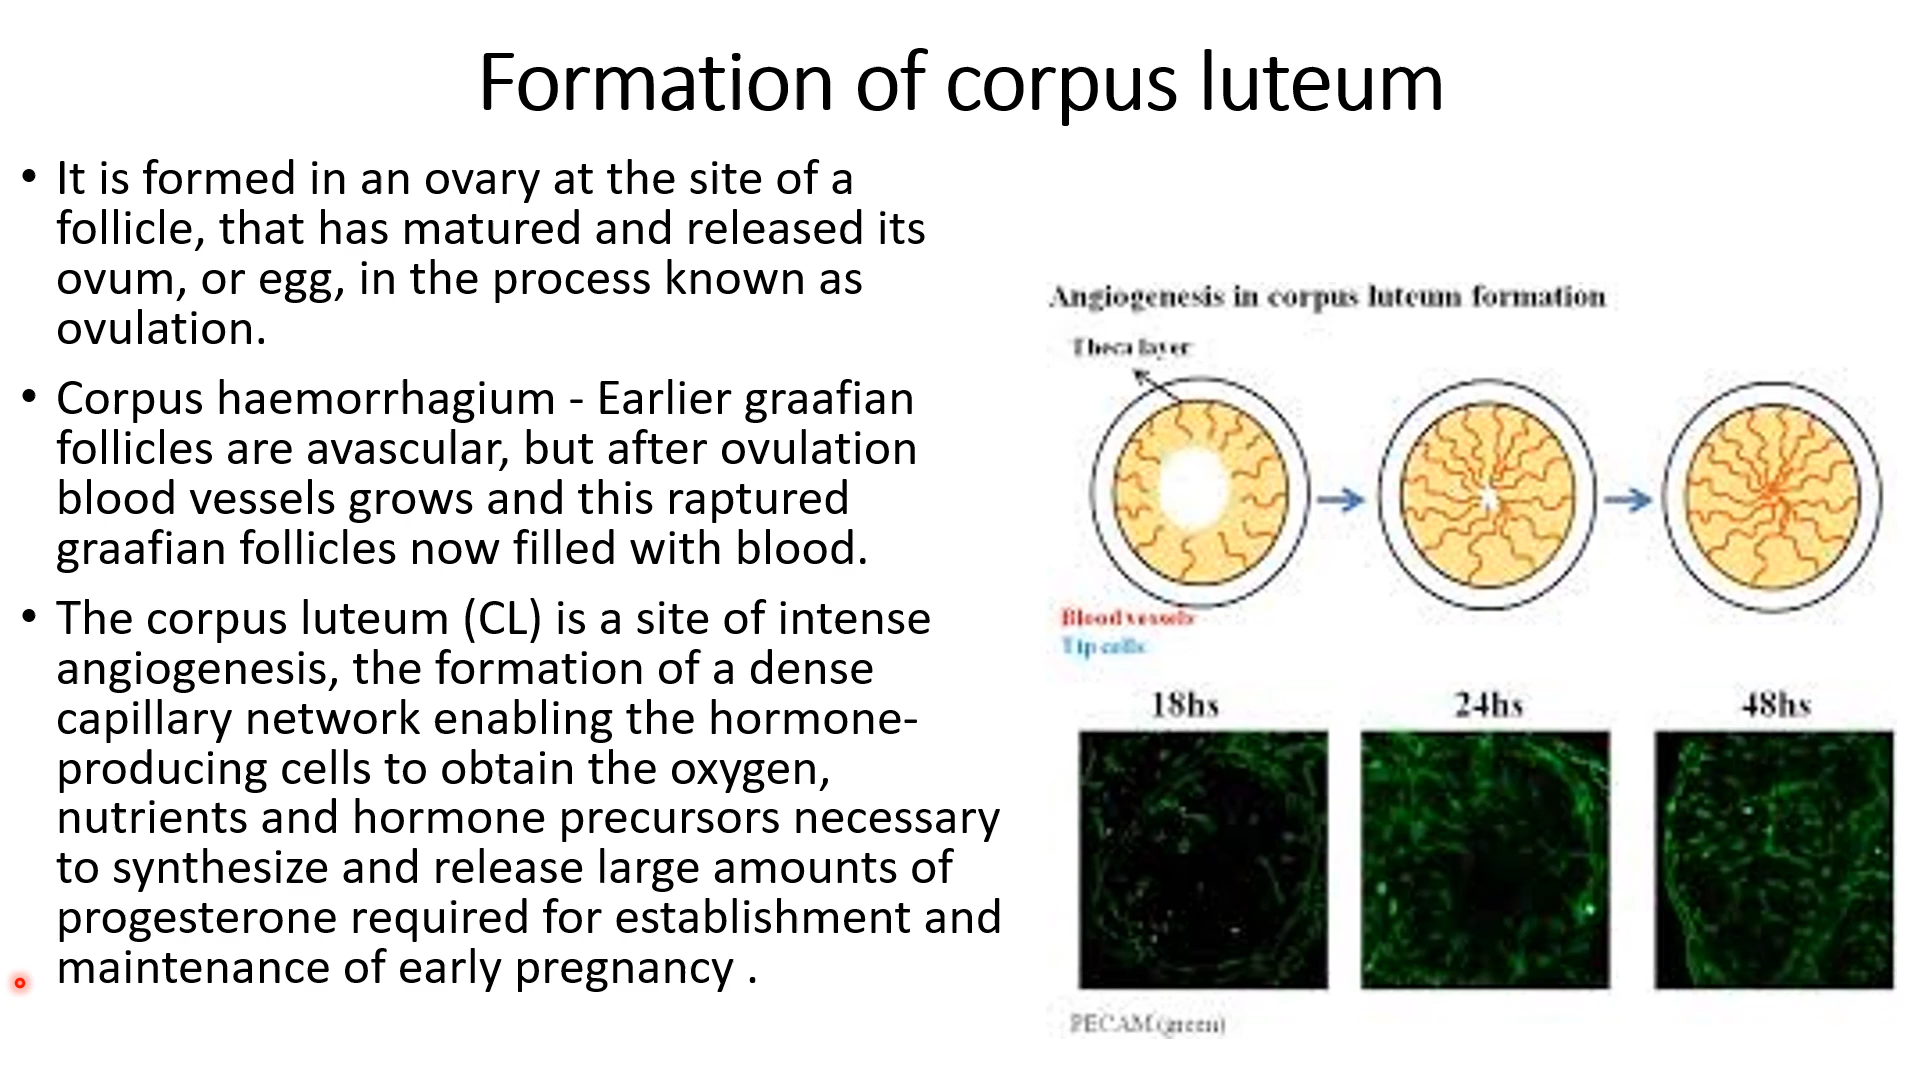 Formation of corpus luteum
• It is formed in an ovary at the site of a
follicle, that has matured and released its
ovum, or egg, in the process known as
ovulation.
• Corpus haemorrhagium - Earlier graafian
follicles are avascular, but after ovulation
blood vessels grows and this raptured
graafian follicles now filled with blood.
• The corpus luteum (CL) is a site of intense
angiogenesis, the formation of a dense
capillary network enabling the hormone-
producing cells to obtain the oxygen,
nutrients and hormone precursors necessary
to synthesize and release large amounts of
progesterone required for establishment and
maintenance of early pregnancy .
Angiogenesis in corpus luteum formation
Theca layer
Blood vessels
Tip cells
18hs 24hs 48hs
PECAM (green)